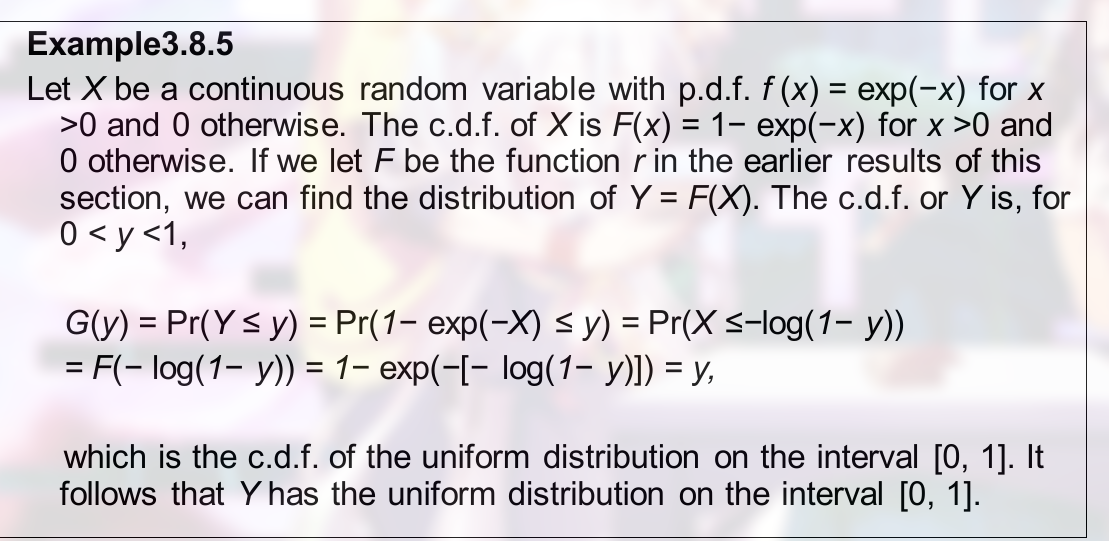 Example3.8.5
Let X be a continuous random variable with p.d.f. f (x) = exp(−x) for x
>0 and 0 otherwise. The c.d.f. of X is F(x) = 1− exp(−x) for x >0 and
0 otherwise. If we let F be the function r in the earlier results of this
section, we can find the distribution of Y = F(X). The c.d.f. or Y is, for
0 < y <1,
G(y) = Pr(Y ≤ y) = Pr(1− exp(−X) ≤ y) = Pr(X ≤−log(1− y))
= F(− log(1− y)) = 1− exp(−[− log(1− y)]) = y,
which is the c.d.f. of the uniform distribution on the interval [0, 1]. It
follows that Y has the uniform distribution on the interval [0, 1].